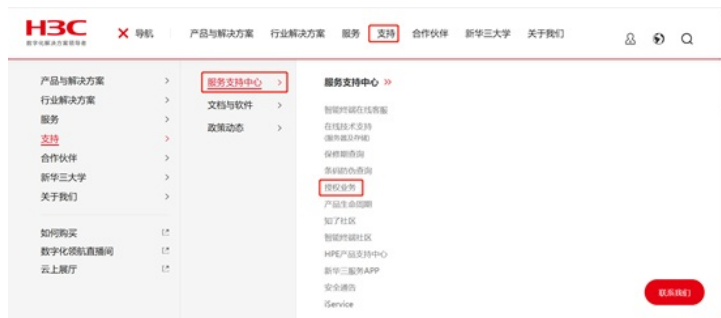 H3C
数字化解决方案领导者
导航
产品与解决方案 行业解决方案 服务 支持 合作伙伴 新华三大学 关于我们
产品与解决方案
行业解决方案
服务
支持
合作伙伴
新华三大学
关于我们
如何购买
数字化领航直播间
云上展厅
服务支持中心
文档与软件
政策动态
服务支持中心
智能终端在线客服
在线技术支持
(服务器及存储)
保修期查询
条码防伪查询
授权业务
产品生命周期
知了社区
智能终端社区
HPE产品支持中心
新华三服务APP
安全通告
iService
联系我们